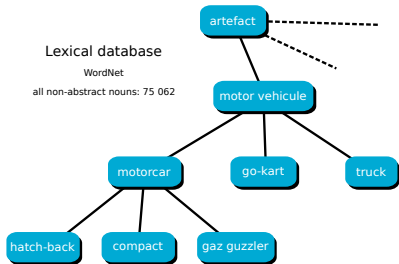 artefact
Lexical database
WordNet
all non-abstract nouns: 75 062
motor vehicule
motorcar
go-kart
truck
hatch-back
compact
gaz guzzler